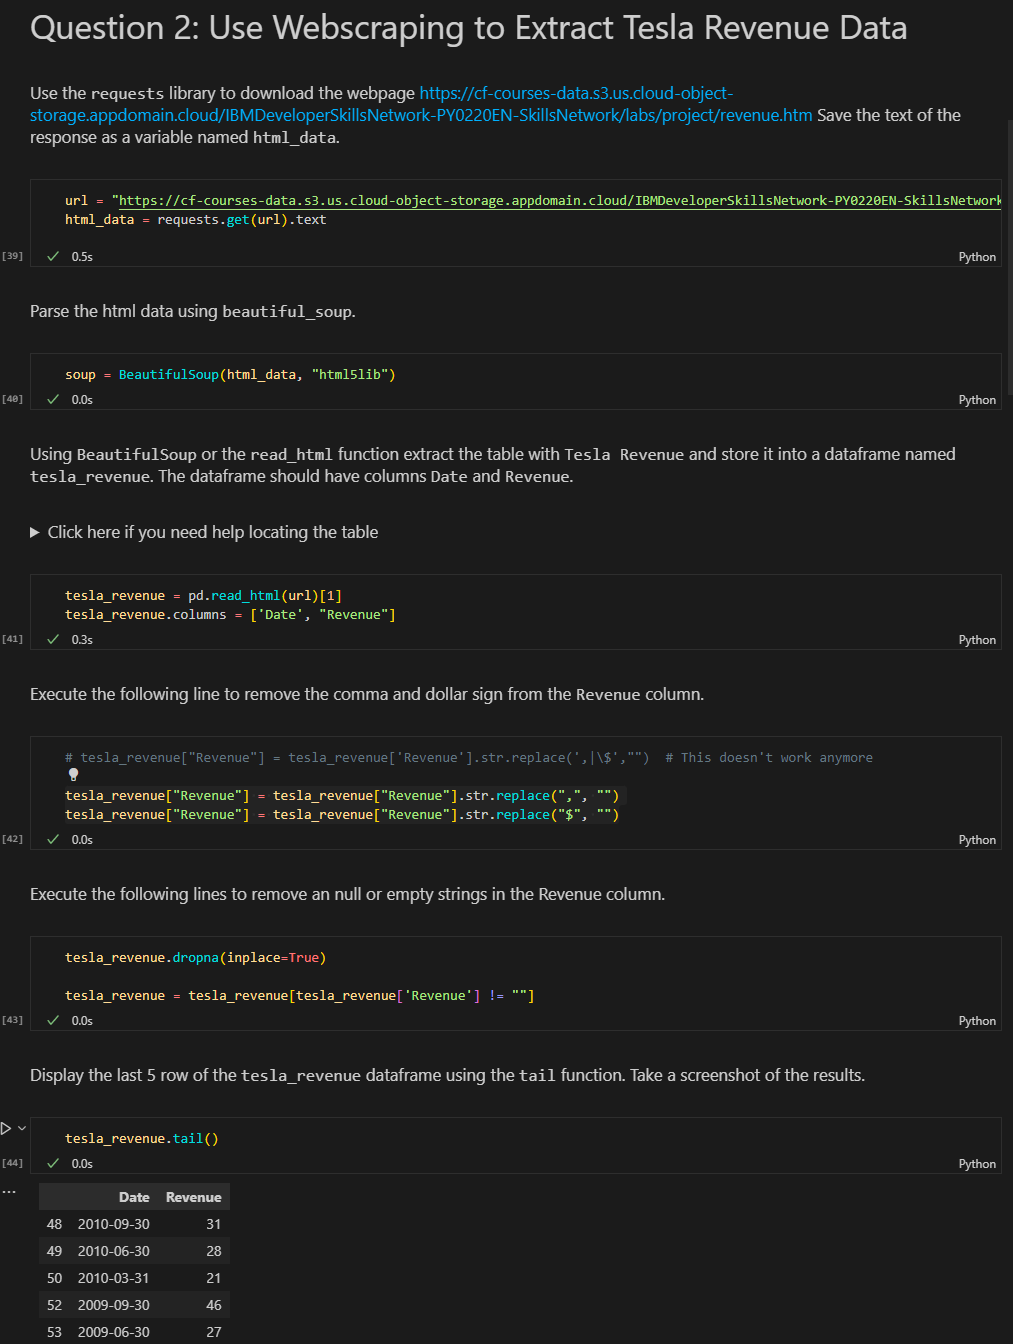 Question 2: Use Webscraping to Extract Tesla Revenue Data
Use the requests library to download the webpage https://cf-courses-data.s3.us.cloud-object-
storage.appdomain.cloud/IBMDeveloperSkillsNetwork-PY0220EN-SkillsNetwork/labs/project/revenue.htm Save the text of the
response as a variable named html_data.
url = "https://cf-courses-data.s3.us.cloud-object-storage.appdomain.cloud/IBMDeveloperSkillsNetwork-PY0220EN-SkillsNetwork
html_data = requests.get(url).text
[39] 0.5s Python
Parse the html data using beautiful_soup.
soup = BeautifulSoup(html_data, "html5lib")
[40] 0.0s Python
Using BeautifulSoup or the read_html function extract the table with Tesla Revenue and store it into a dataframe named
tesla_revenue. The dataframe should have columns Date and Revenue.
Click here if you need help locating the table
tesla_revenue = pd.read_html(url)[1]
tesla_revenue.columns = ['Date', "Revenue"]
[41] 0.3s Python
Execute the following line to remove the comma and dollar sign from the Revenue column.
# tesla_revenue["Revenue"] = tesla_revenue['Revenue'].str.replace(',|\$',"")  # This doesn't work anymore
tesla_revenue["Revenue"] = tesla_revenue["Revenue"].str.replace(",", "")
tesla_revenue["Revenue"] = tesla_revenue["Revenue"].str.replace("$", "")
[42] 0.0s Python
Execute the following lines to remove an null or empty strings in the Revenue column.
tesla_revenue.dropna(inplace=True)
tesla_revenue = tesla_revenue[tesla_revenue['Revenue'] != ""]
[43] 0.0s Python
Display the last 5 row of the tesla_revenue dataframe using the tail function. Take a screenshot of the results.
tesla_revenue.tail()
[44] 0.0s Python
Date Revenue
48 2010-09-30 31
49 2010-06-30 28
50 2010-03-31 21
52 2009-09-30 46
53 2009-06-30 27